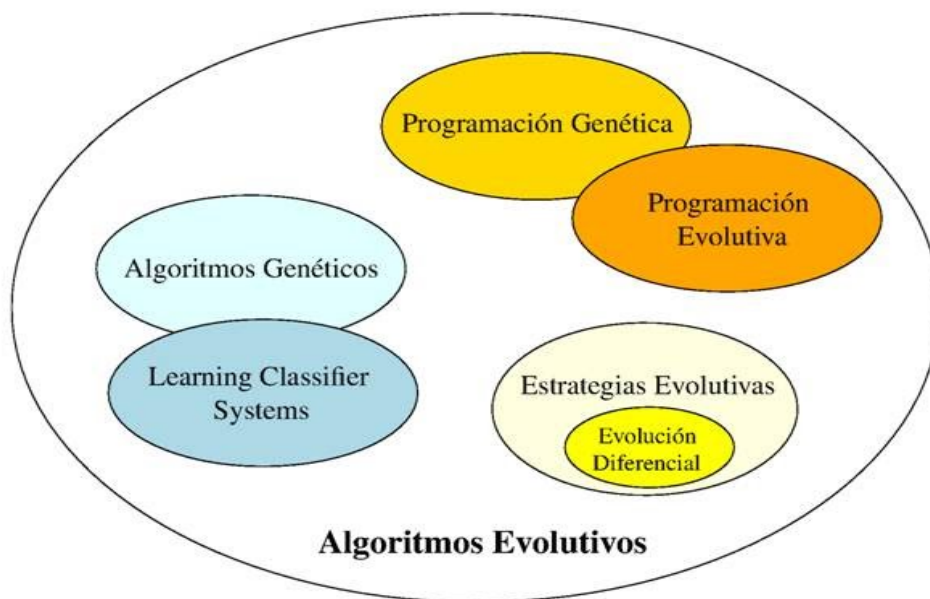 Programación Genética
Programación
Evolutiva
Algoritmos Genéticos
Learning Classifier
Systems
Estrategias Evolutivas
Evolución
Diferencial
Algoritmos Evolutivos